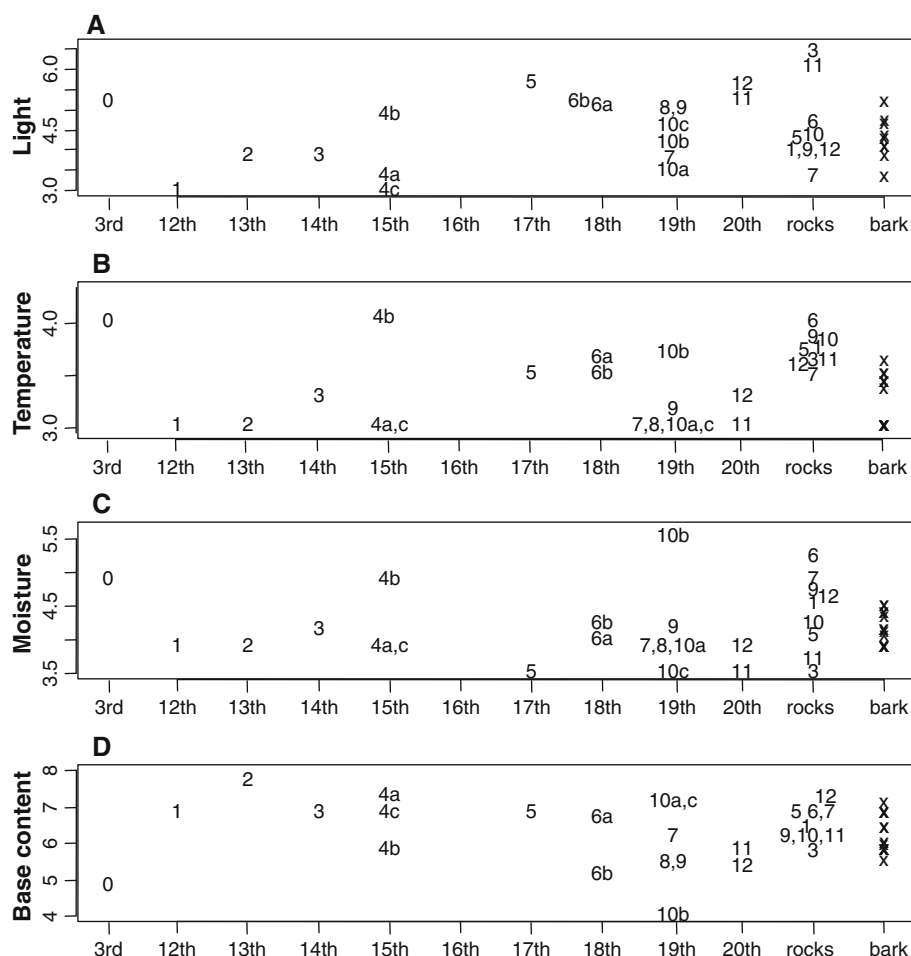 A
Light
6.0
4.5
3.0
3
11
12
5
0
6b 6a
8,9
11
x
4b
10c
6
x
10b
5 10
x
2
3
7
1,9,12
x
x
4a
10a
7
x
1
4c
3rd 12th 13th 14th 15th 16th 17th 18th 19th 20th rocks bark
B
Temperature
4.0
3.0
0
4b
6
9 10
6a
10b
5 1
x
3 11
12
5
6b
7
x
x
x
3
9
12
1
2
4a,c
7,8,10a,c
11
x
3rd 12th 13th 14th 15th 16th 17th 18th 19th 20th rocks bark
C
Moisture
5.5
4.5
3.5
10b
6
0
4b
7
9 12
1
x
x
3
6b
9
10
x
6a
5
x
1
2
4a,c
7,8,10a
12
x
11
5
10c
11
3
3rd 12th 13th 14th 15th 16th 17th 18th 19th 20th rocks bark
D
Base content
8
7
6
5
4
2
4a
10a,c
12
x
1
3
4c
5
6a
5 6,7
x
1
x
7
9,10,11
4b
11
3
x
x
8,9
12
x
0
6b
10b
3rd 12th 13th 14th 15th 16th 17th 18th 19th 20th rocks bark